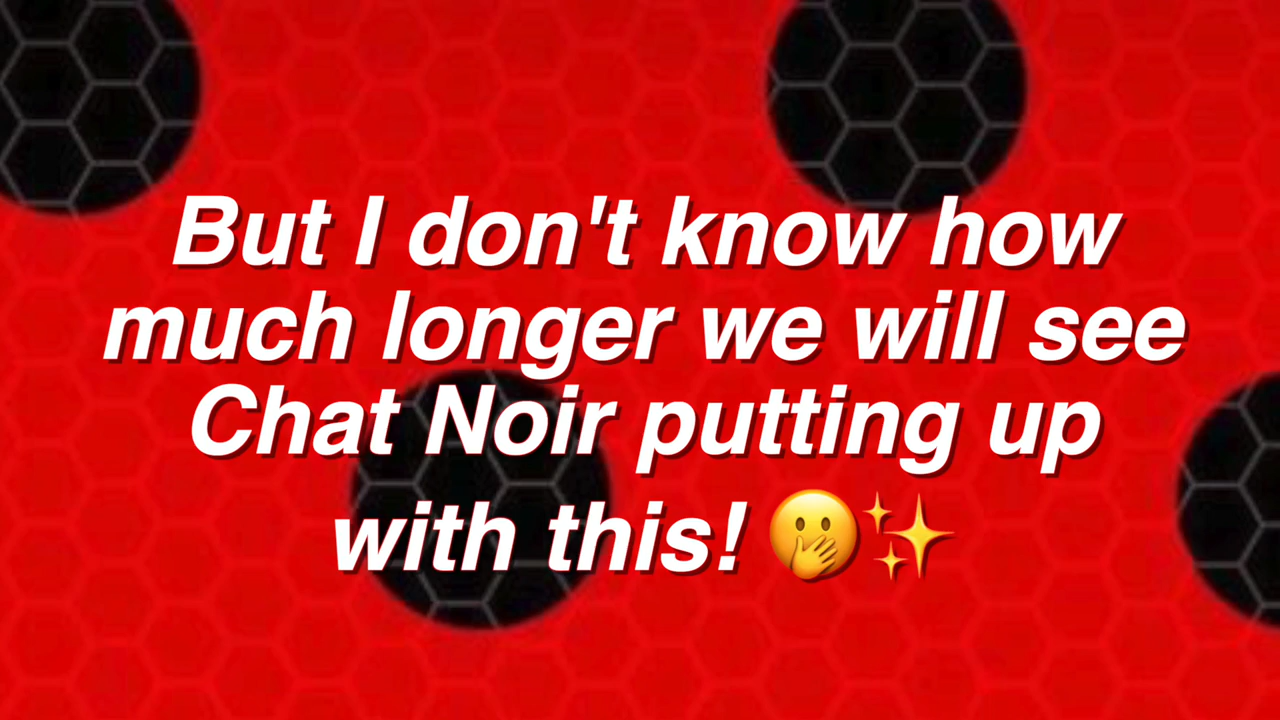 But I don't know how
much longer we will see
Chat Noir putting up
with this! 🤭✨